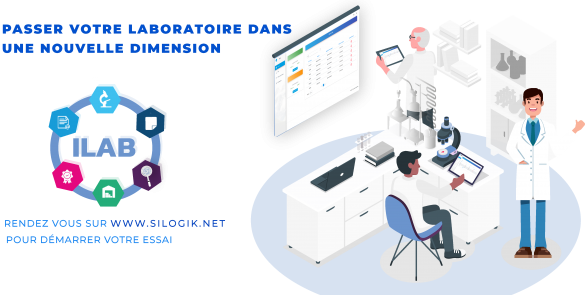 PASSER VOTRE LABORATOIRE DANS
UNE NOUVELLE DIMENSION
ILAB
RENDEZ VOUS SUR WWW.SILOGIK.NET
POUR DÉMARRER VOTRE ESSAI